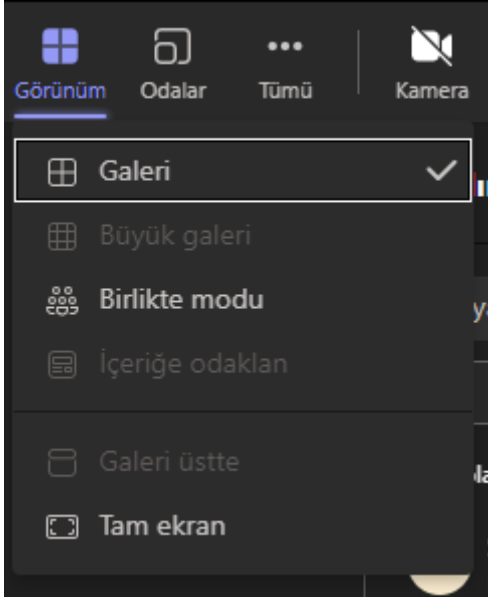 Görünüm Odalar Tümü Kamera
Galeri
Büyük galeri
Birlikte modu
İçeriğe odaklan
Galeri üstte
Tam ekran